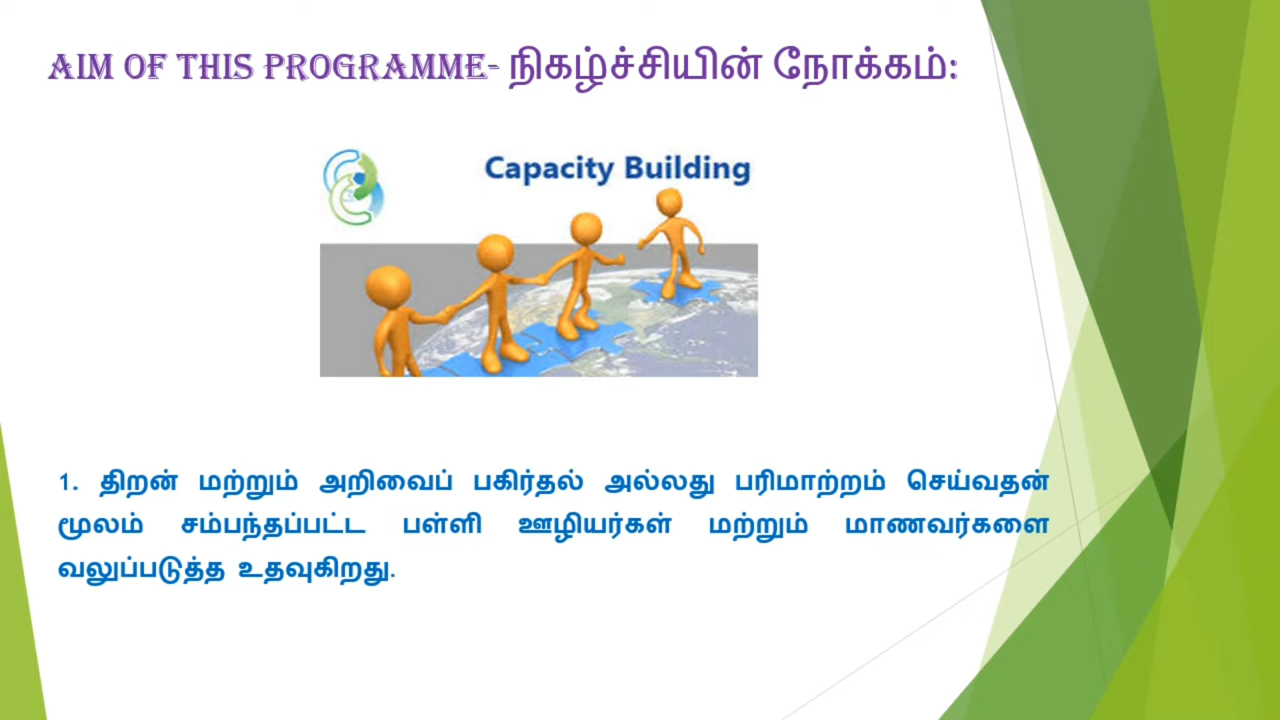 AIM OF THIS PROGRAMME- நிகழ்ச்சியின் நோக்கம்:
Capacity Building
1. திறன் மற்றும் அறிவைப் பகிர்தல் அல்லது பரிமாற்றம் செய்வதன்
மூலம் சம்பந்தப்பட்ட பள்ளி ஊழியர்கள் மற்றும் மாணவர்களை
வலுப்படுத்த உதவுகிறது.